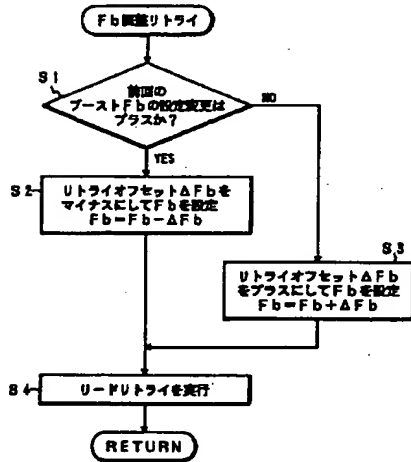 Fb調整リトライ
S1
前回の
ブーストFbの設定変更は
プラスか?
NO
YES
S2
リトライオフセットΔFbを
マイナスにしてFbを設定
Fb=Fb-ΔFb
S3
リトライオフセットΔFb
をプラスにしてFbを設定
Fb=Fb+ΔFb
S4
リードリトライを実行
RETURN